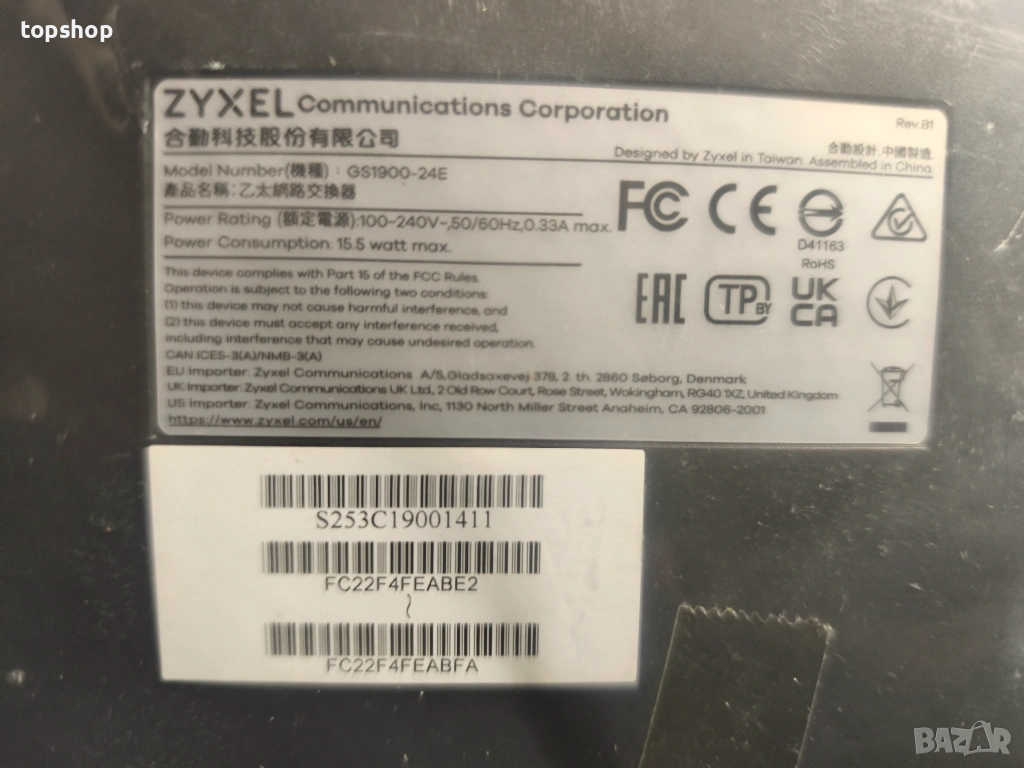 topshop
ZYXEL Communications Corporation
合勤科技股份有限公司
Rev.B1
合勤設計. 中國製造.
Designed by Zyxel in Taiwan. Assembled in China.
Model Number(機種) : GS1900-24E
產品名稱: 乙太網路交換器
Power Rating (額定電源):100-240V~,50/60Hz,0.33A max.
Power Consumption: 15.5 watt max.
FC CE
D41163
RoHS
EAC TP BY UK CA
This device complies with Part 15 of the FCC Rules.
Operation is subject to the following two conditions:
(1) this device may not cause harmful interference, and
(2) this device must accept any interference received,
including interference that may cause undesired operation.
CAN ICES-3(A)/NMB-3(A)
EU Importer: Zyxel Communications A/S,Gladsaxevej 378, 2. th. 2860 Søborg, Denmark
UK Importer: Zyxel Communications UK Ltd., 2 Old Row Court, Rose Street, Wokingham, RG40 1XZ, United Kingdom
US Importer: Zyxel Communications, Inc, 1130 North Miller Street Anaheim, CA 92806-2001
https://www.zyxel.com/us/en/
S253C19001411
FC22F4FEABE2
~
FC22F4FEABFA
BAZAR